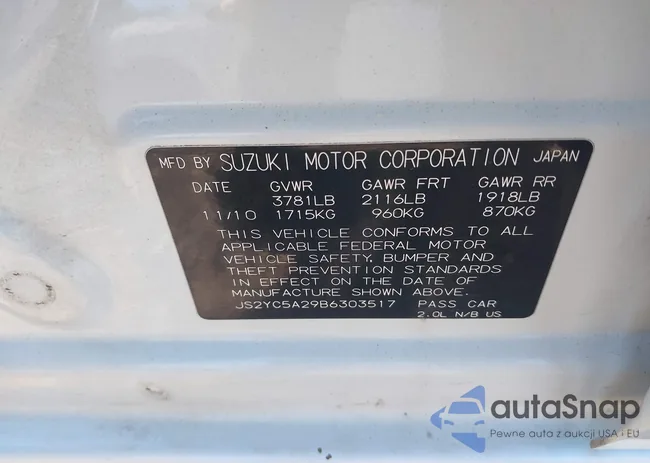 MFD BY SUZUKI MOTOR CORPORATION JAPAN
DATE GVWR GAWR FRT GAWR RR
3781LB 2116LB 1918LB
11/10 1715KG 960KG 870KG
THIS VEHICLE CONFORMS TO ALL
APPLICABLE FEDERAL MOTOR
VEHICLE SAFETY, BUMPER AND
THEFT PREVENTION STANDARDS
IN EFFECT ON THE DATE OF
MANUFACTURE SHOWN ABOVE.
JS2YC5A29B6303517 PASS CAR
2.0L N/B US
autaSnap
Pewne auta z aukcji USA i EU